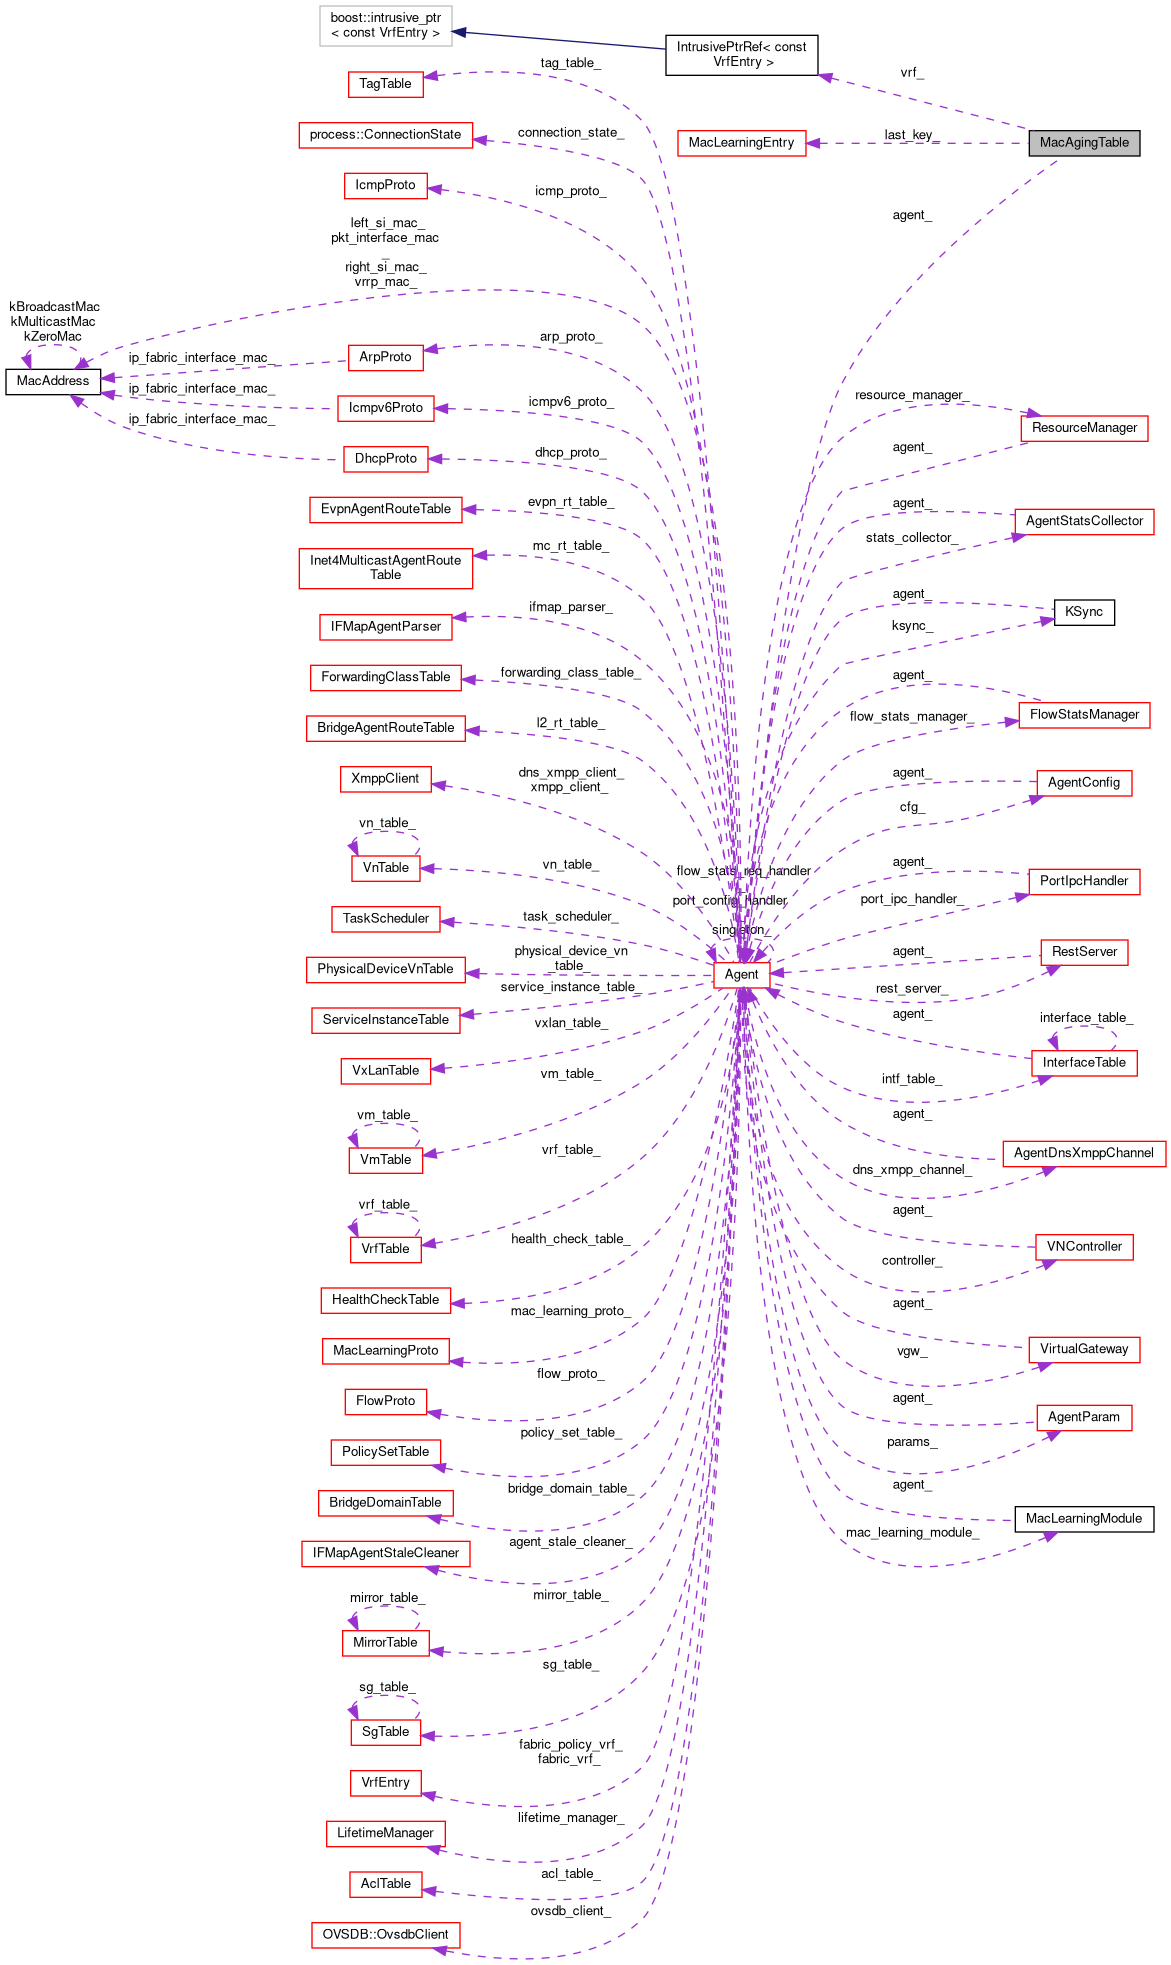 boost::intrusive_ptr
< const VrfEntry >
IntrusivePtrRef< const
VrfEntry >
tag_table_
vrf_
TagTable
connection_state_
process::ConnectionState
last_key_
MacLearningEntry
MacAgingTable
IcmpProto
icmp_proto_
agent_
left_si_mac_
pkt_interface_mac
_
right_si_mac_
vrrp_mac_
kBroadcastMac
kMulticastMac
kZeroMac
MacAddress
ip_fabric_interface_mac_
ArpProto
arp_proto_
ip_fabric_interface_mac_
Icmpv6Proto
icmpv6_proto_
resource_manager_
ResourceManager
ip_fabric_interface_mac_
DhcpProto
dhcp_proto_
agent_
EvpnAgentRouteTable
evpn_rt_table_
agent_
AgentStatsCollector
stats_collector_
Inet4MulticastAgentRoute
Table
mc_rt_table_
agent_
KSync
ksync_
IFMapAgentParser
ifmap_parser_
ForwardingClassTable
forwarding_class_table_
agent_
FlowStatsManager
flow_stats_manager_
BridgeAgentRouteTable
l2_rt_table_
XmppClient
dns_xmpp_client_
xmpp_client_
agent_
AgentConfig
cfg_
vn_table_
VnTable
vn_table_
flow_stats_req_handler
_
port_config_handler
_
singleton_
agent_
PortIpcHandler
port_ipc_handler_
TaskScheduler
task_scheduler_
PhysicalDeviceVnTable
physical_device_vn
_table_
Agent
agent_
RestServer
rest_server_
ServiceInstanceTable
service_instance_table_
agent_
interface_table_
InterfaceTable
intf_table_
VxLanTable
vxlan_table_
vm_table_
vm_table_
VmTable
agent_
AgentDnsXmppChannel
dns_xmpp_channel_
vrf_table_
vrf_table_
VrfTable
agent_
VNController
controller_
health_check_table_
HealthCheckTable
agent_
mac_learning_proto_
MacLearningProto
VirtualGateway
vgw_
flow_proto_
FlowProto
agent_
AgentParam
params_
policy_set_table_
PolicySetTable
agent_
bridge_domain_table_
BridgeDomainTable
MacLearningModule
mac_learning_module_
agent_stale_cleaner_
IFMapAgentStaleCleaner
mirror_table_
mirror_table_
MirrorTable
sg_table_
sg_table_
SgTable
fabric_policy_vrf_
fabric_vrf_
VrfEntry
lifetime_manager_
LifetimeManager
acl_table_
AclTable
ovsdb_client_
OVSDB::OvsdbClient